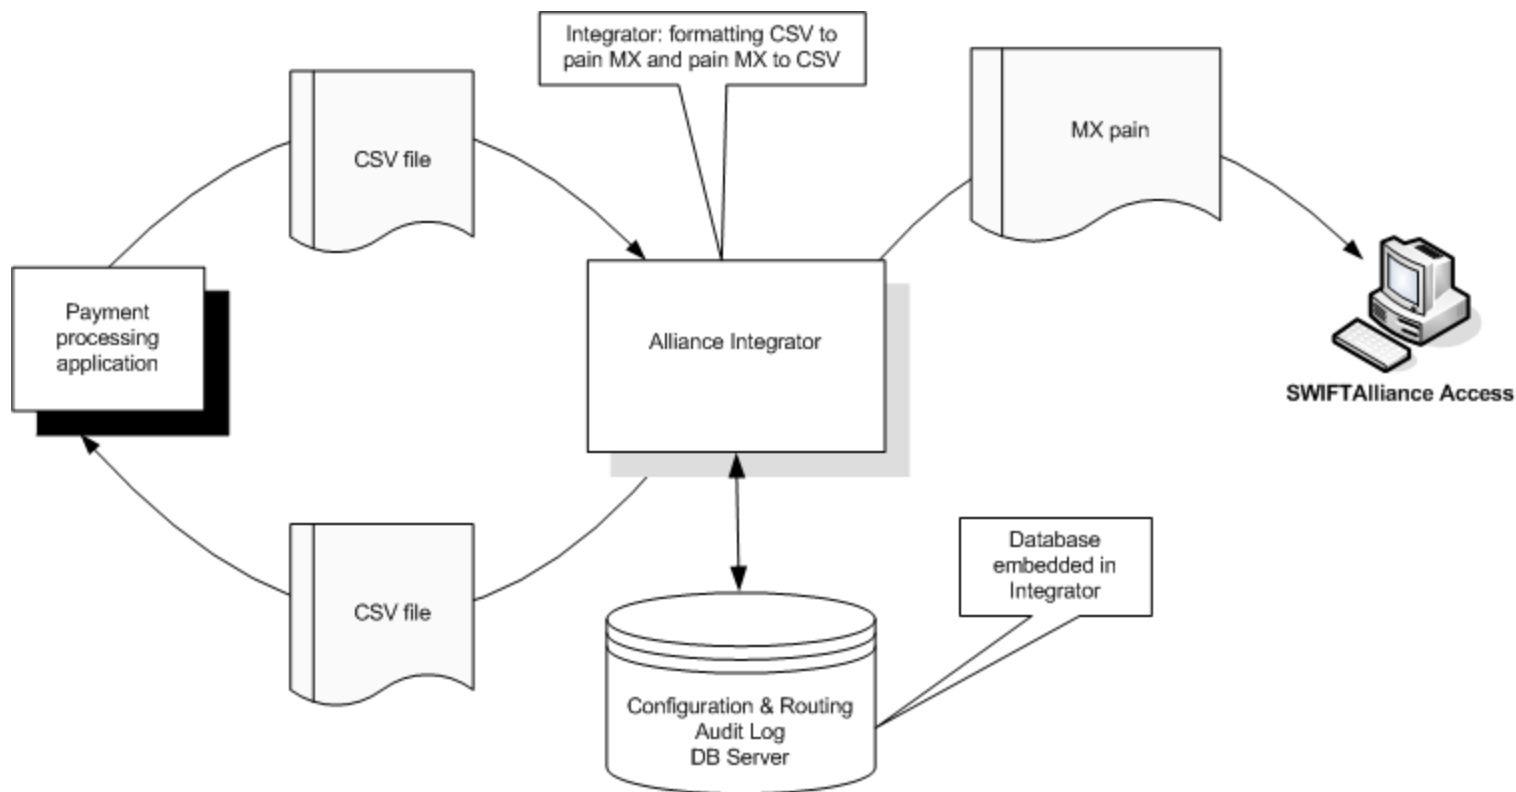 Integrator: formatting CSV to
pain MX and pain MX to CSV
CSV file
MX pain
Payment
processing
application
Alliance Integrator
SWIFTAlliance Access
CSV file
Database
embedded in
Integrator
Configuration & Routing
Audit Log
DB Server